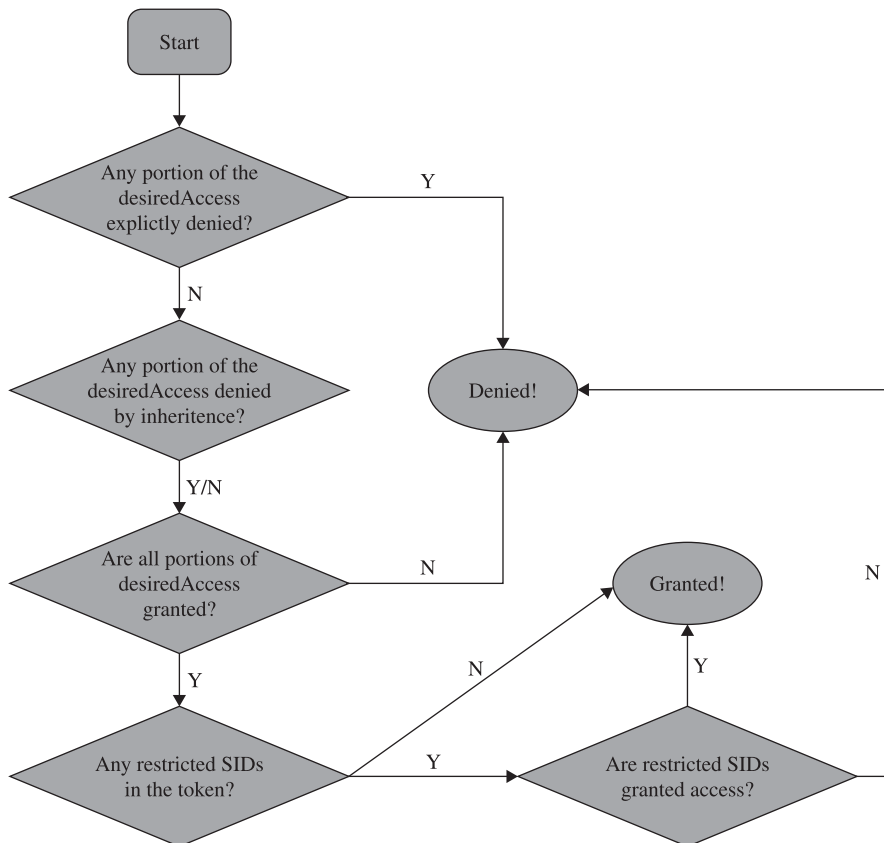 Start
Any portion of the
desiredAccess
explictly denied?
Y
N
Any portion of the
desiredAccess denied
by inheritence?
Denied!
Y/N
Are all portions of
desiredAccess
granted?
N
Granted!
N
Y
N
Y
Any restricted SIDs
in the token?
Y
Are restricted SIDs
granted access?